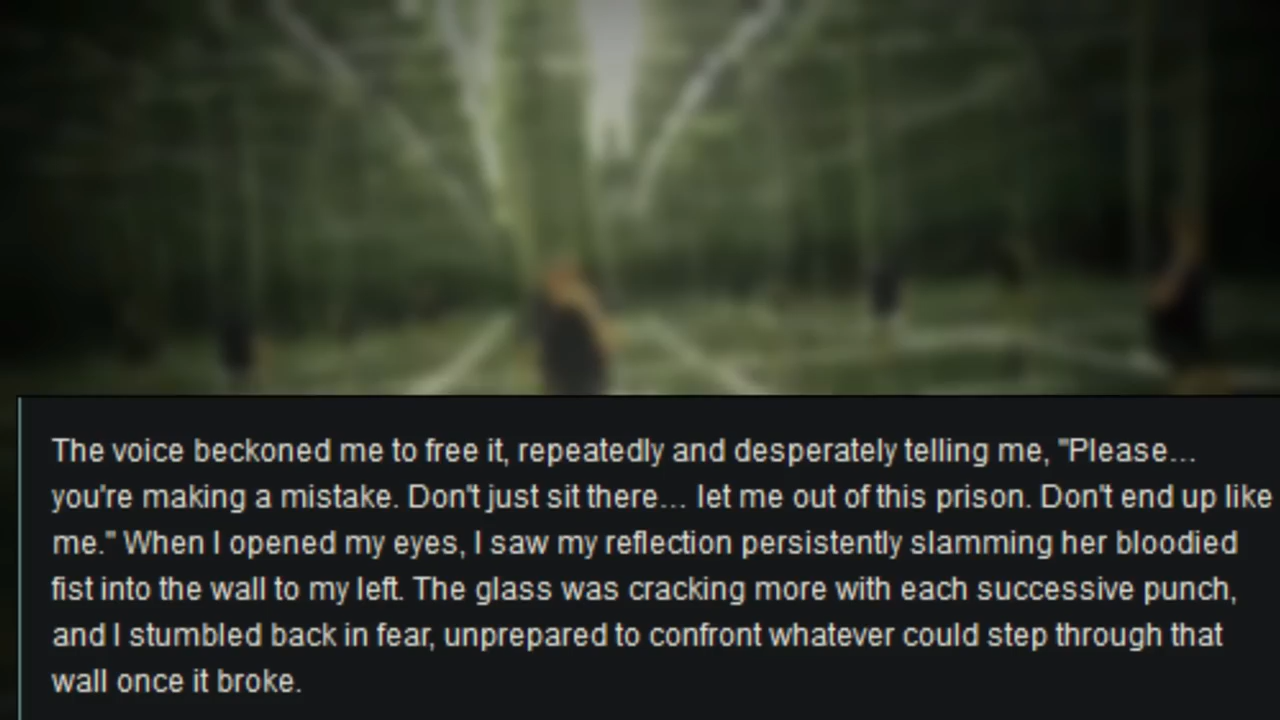 The voice beckoned me to free it, repeatedly and desperately telling me, "Please...
you're making a mistake. Don't just sit there... let me out of this prison. Don't end up like
me." When I opened my eyes, I saw my reflection persistently slamming her bloodied
fist into the wall to my left. The glass was cracking more with each successive punch,
and I stumbled back in fear, unprepared to confront whatever could step through that
wall once it broke.